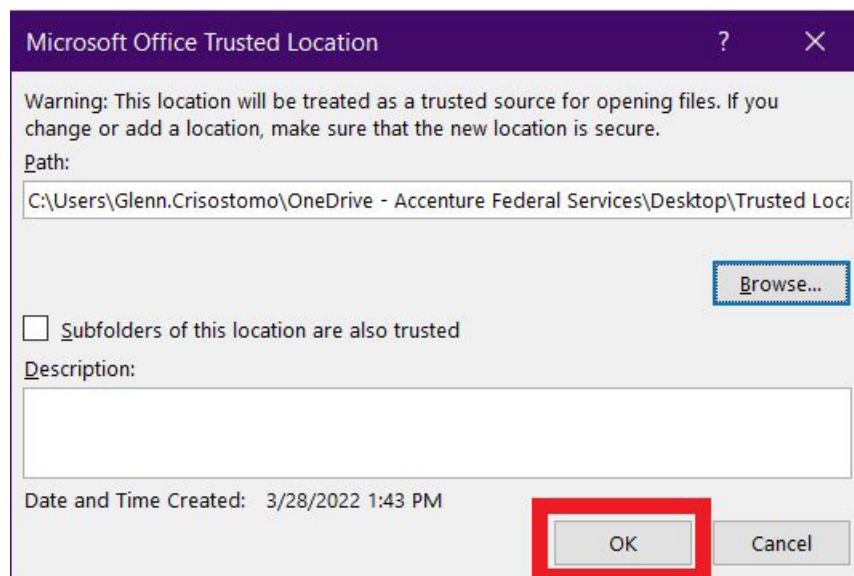 Microsoft Office Trusted Location ? ✕
Warning: This location will be treated as a trusted source for opening files. If you
change or add a location, make sure that the new location is secure.
Path:
C:\Users\Glenn.Crisostomo\OneDrive - Accenture Federal Services\Desktop\Trusted Loca
Browse...
Subfolders of this location are also trusted
Description:
Date and Time Created: 3/28/2022 1:43 PM
OK Cancel